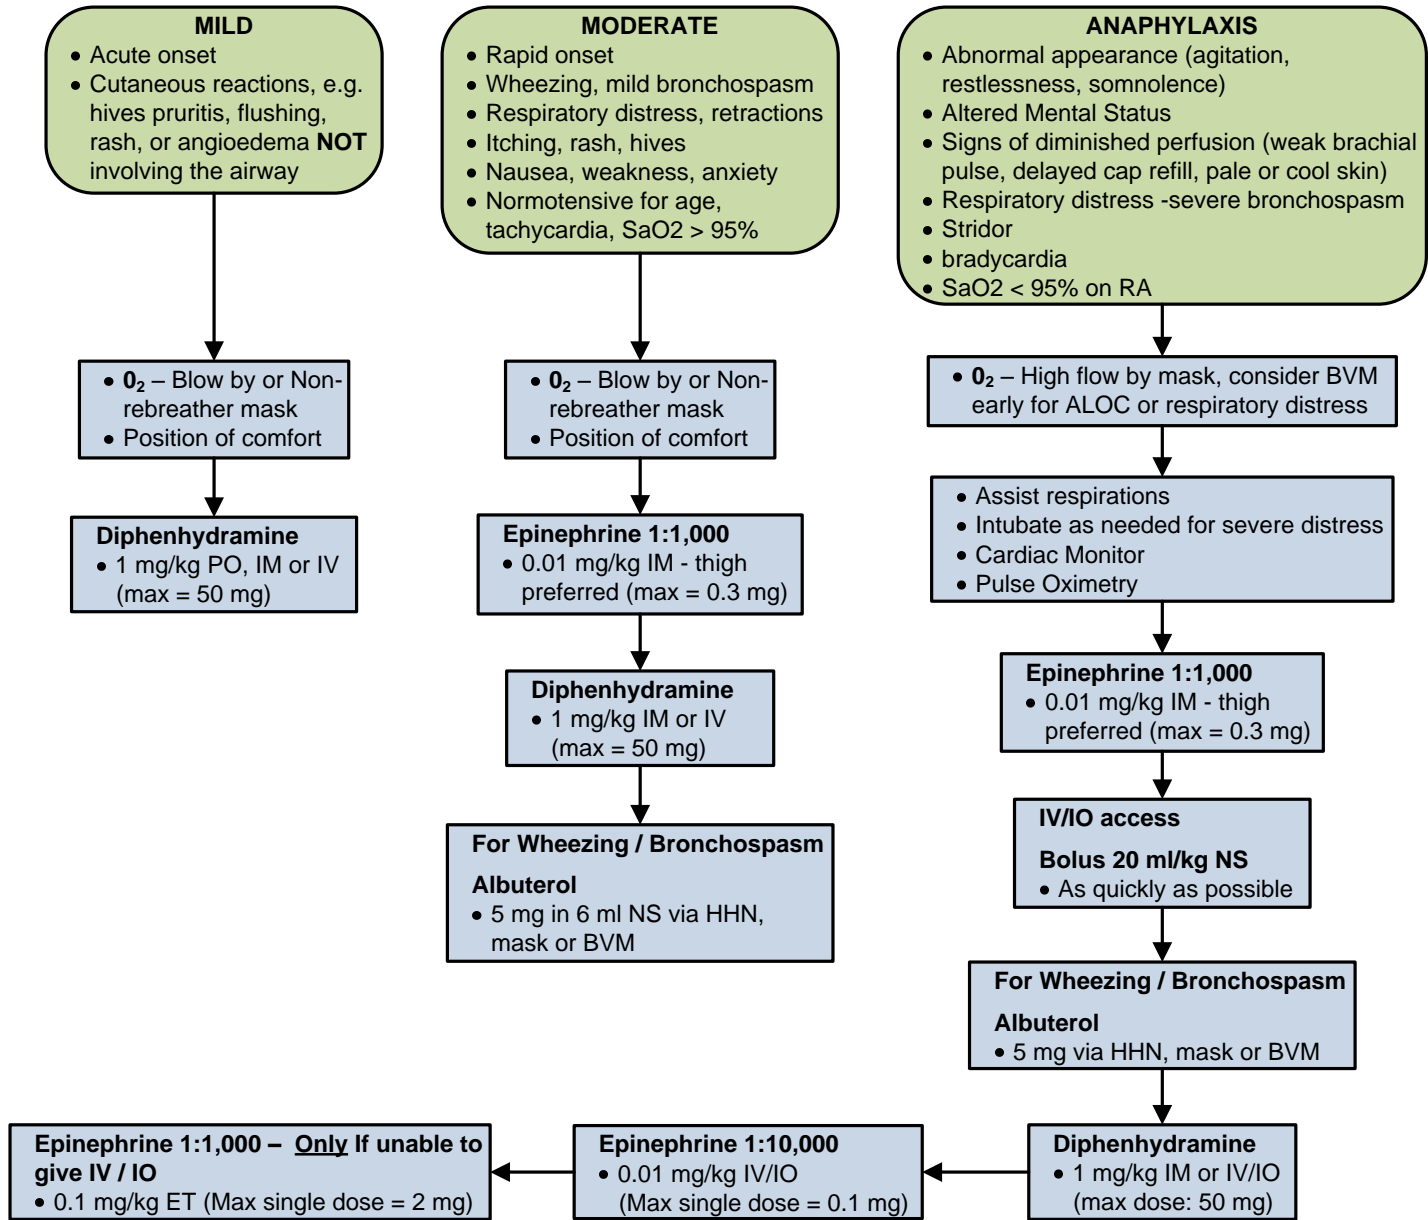 MILD
• Acute onset
• Cutaneous reactions, e.g.
hives pruritis, flushing,
rash, or angioedema NOT
involving the airway
MODERATE
• Rapid onset
• Wheezing, mild bronchospasm
• Respiratory distress, retractions
• Itching, rash, hives
• Nausea, weakness, anxiety
• Normotensive for age,
tachycardia, SaO2 > 95%
ANAPHYLAXIS
• Abnormal appearance (agitation,
restlessness, somnolence)
• Altered Mental Status
• Signs of diminished perfusion (weak brachial
pulse, delayed cap refill, pale or cool skin)
• Respiratory distress -severe bronchospasm
• Stridor
• bradycardia
• SaO2 < 95% on RA
• 0₂ – Blow by or Non-
rebreather mask
• Position of comfort
Diphenhydramine
• 1 mg/kg PO, IM or IV
(max = 50 mg)
• 0₂ – Blow by or Non-
rebreather mask
• Position of comfort
Epinephrine 1:1,000
• 0.01 mg/kg IM - thigh
preferred (max = 0.3 mg)
Diphenhydramine
• 1 mg/kg IM or IV
(max = 50 mg)
For Wheezing / Bronchospasm
Albuterol
• 5 mg in 6 ml NS via HHN,
mask or BVM
• 0₂ – High flow by mask, consider BVM
early for ALOC or respiratory distress
• Assist respirations
• Intubate as needed for severe distress
• Cardiac Monitor
• Pulse Oximetry
Epinephrine 1:1,000
• 0.01 mg/kg IM - thigh
preferred (max = 0.3 mg)
IV/IO access
Bolus 20 ml/kg NS
• As quickly as possible
For Wheezing / Bronchospasm
Albuterol
• 5 mg via HHN, mask or BVM
Diphenhydramine
• 1 mg/kg IM or IV/IO
(max dose: 50 mg)
Epinephrine 1:10,000
• 0.01 mg/kg IV/IO
(Max single dose = 0.1 mg)
Epinephrine 1:1,000 – Only If unable to
give IV / IO
• 0.1 mg/kg ET (Max single dose = 2 mg)